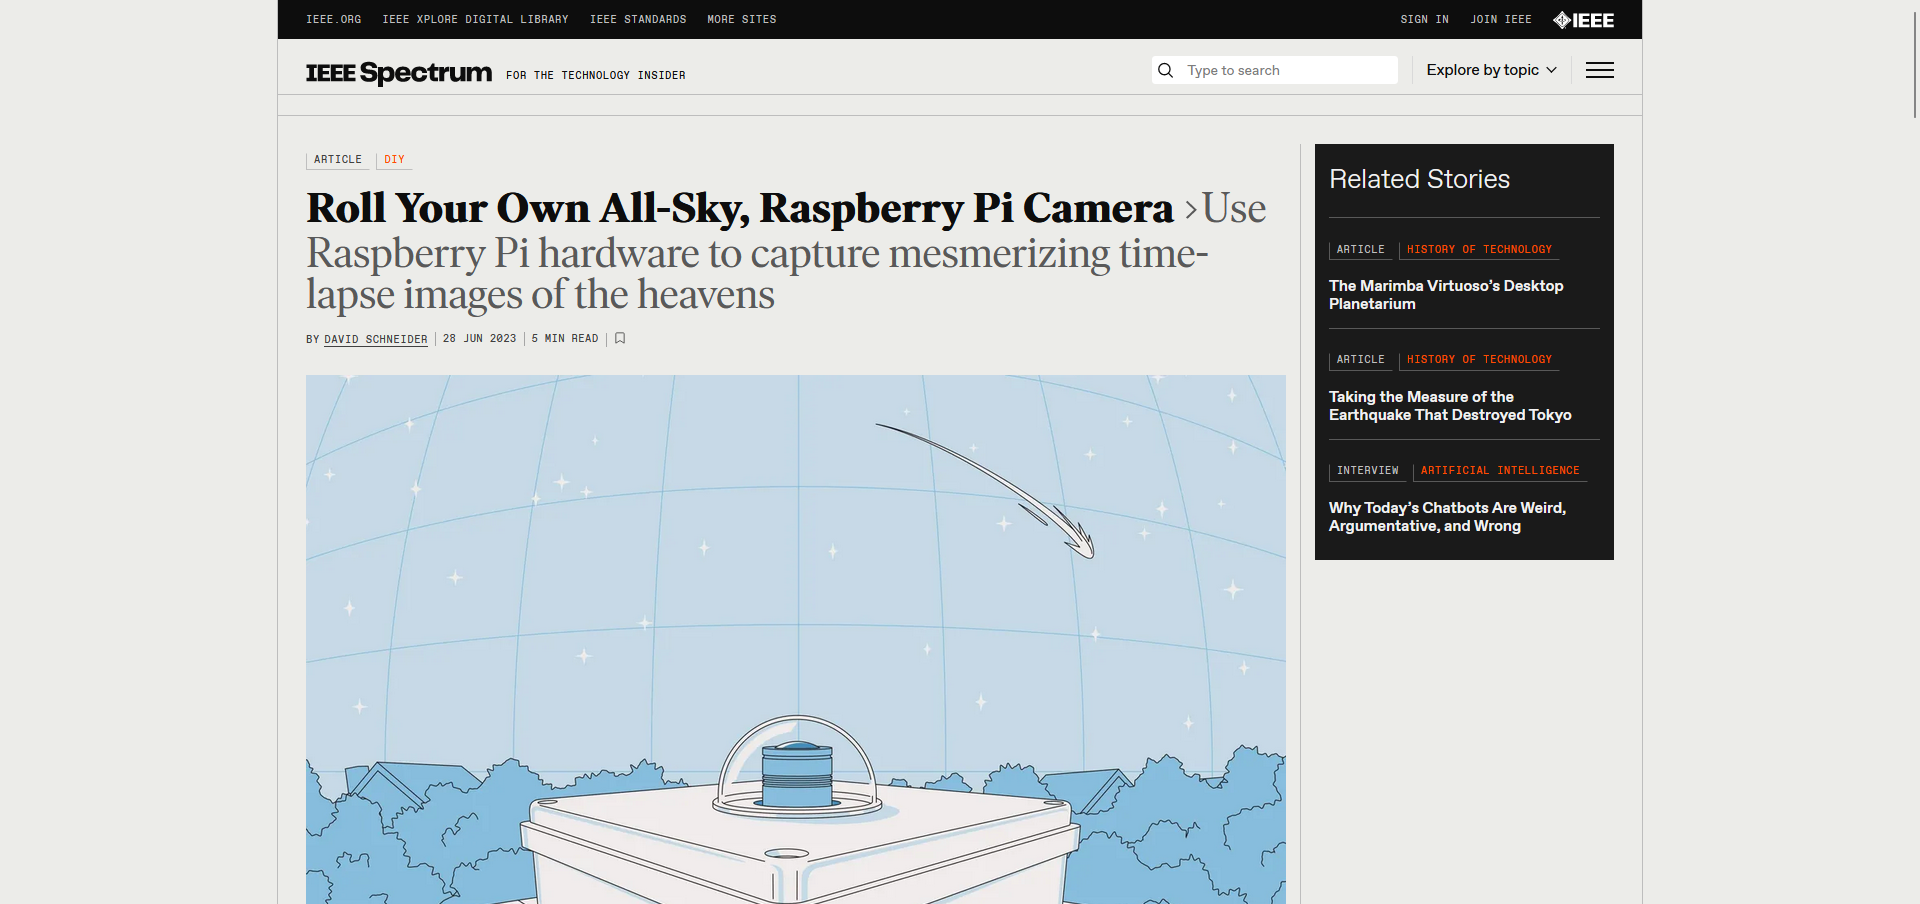 IEEE.ORG IEEE XPLORE DIGITAL LIBRARY IEEE STANDARDS MORE SITES SIGN IN JOIN IEEE IEEE
IEEE Spectrum FOR THE TECHNOLOGY INSIDER Type to search Explore by topic
ARTICLE DIY
Roll Your Own All-Sky, Raspberry Pi Camera > Use
Raspberry Pi hardware to capture mesmerizing time-
lapse images of the heavens
BY DAVID SCHNEIDER 28 JUN 2023 5 MIN READ
Related Stories
ARTICLE HISTORY OF TECHNOLOGY
The Marimba Virtuoso’s Desktop
Planetarium
ARTICLE HISTORY OF TECHNOLOGY
Taking the Measure of the
Earthquake That Destroyed Tokyo
INTERVIEW ARTIFICIAL INTELLIGENCE
Why Today’s Chatbots Are Weird,
Argumentative, and Wrong